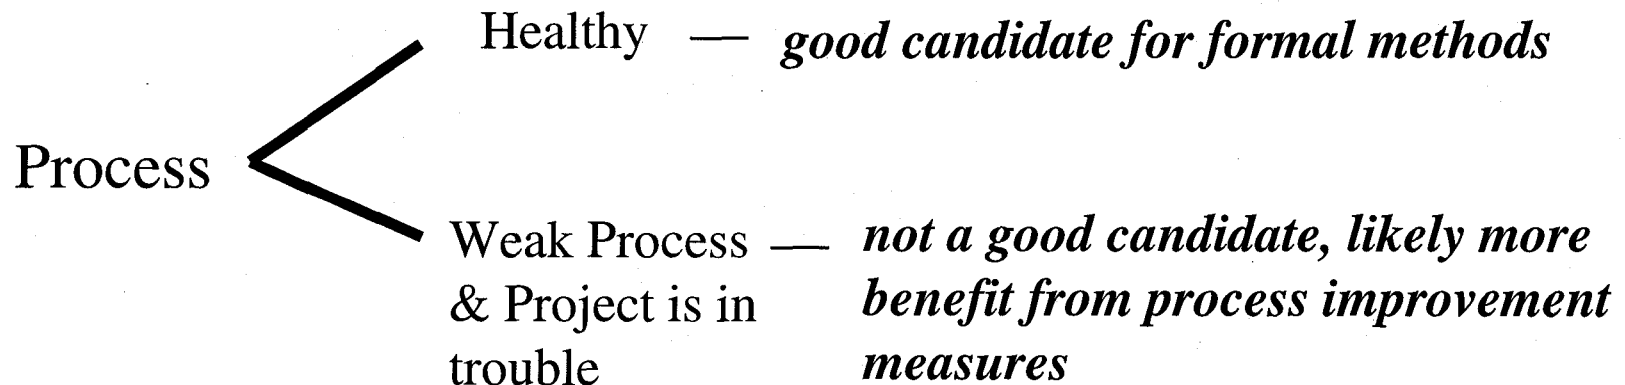 Healthy — good candidate for formal methods
Process
Weak Process — not a good candidate, likely more
& Project is in benefit from process improvement
trouble measures